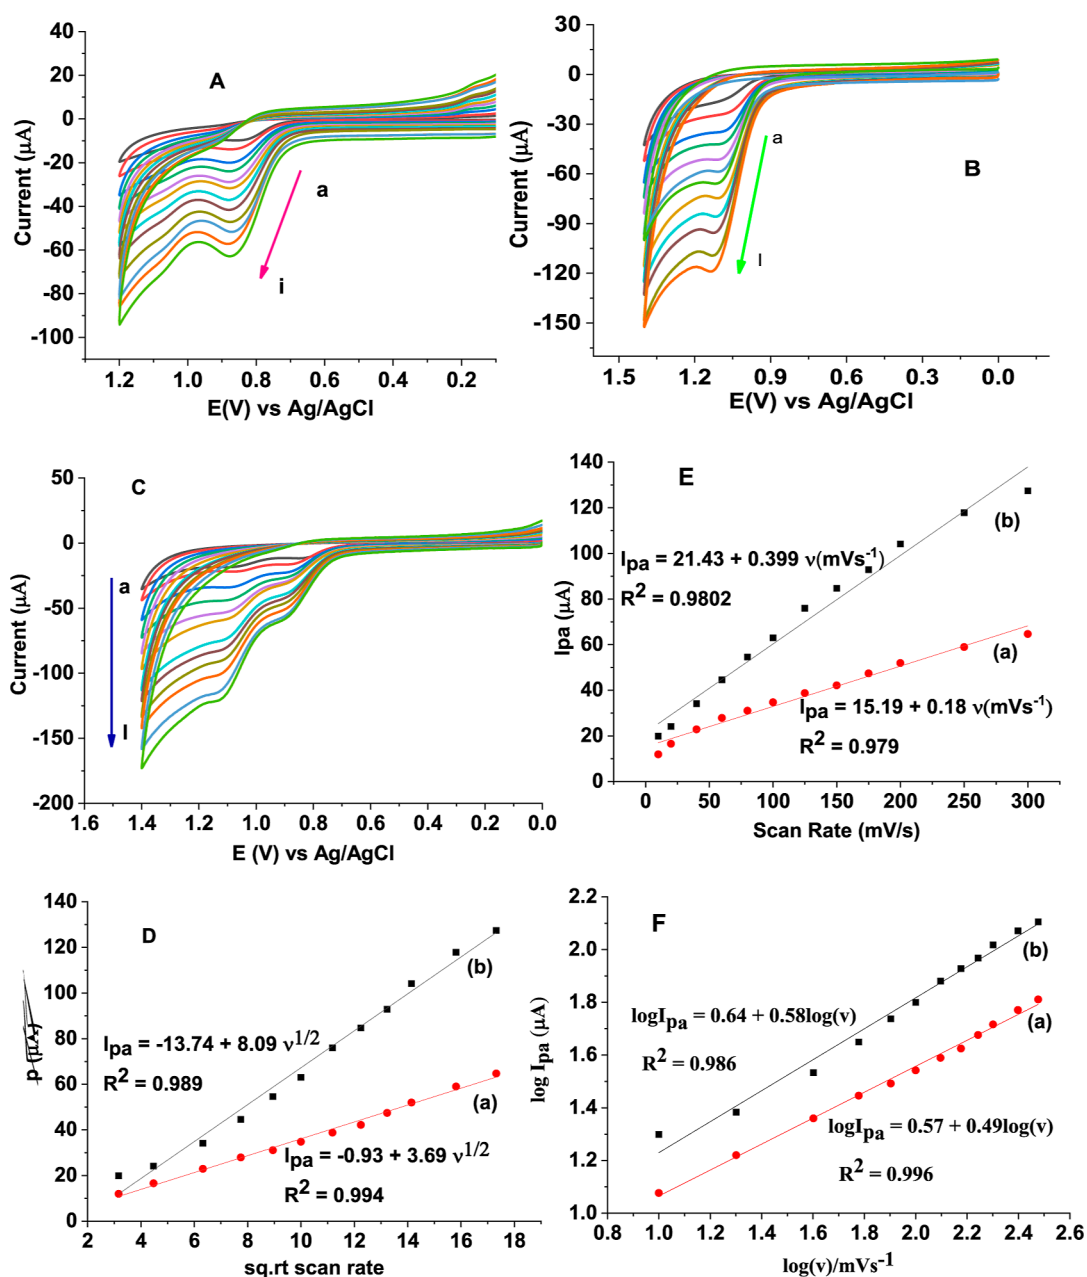 A
40
20
0
-20
-40
-60
-80
-100
Current (µA)
a
i
1.2 1.0 0.8 0.6 0.4 0.2
E(V) vs Ag/AgCl
B
30
0
-30
-60
-90
-120
-150
Current (µA)
a
l
1.5 1.2 0.9 0.6 0.3 0.0
E(V) vs Ag/AgCl
C
50
0
-50
-100
-150
-200
Current (µA)
a
l
1.6 1.4 1.2 1.0 0.8 0.6 0.4 0.2 0.0
E (V) vs Ag/AgCl
E
140
120
100
80
60
40
20
0
Ipa (µA)
(b)
I_pa = 21.43 + 0.399 ν(mVs⁻¹)
R² = 0.9802
(a)
I_pa = 15.19 + 0.18 ν(mVs⁻¹)
R² = 0.979
0 50 100 150 200 250 300
Scan Rate (mV/s)
D
140
120
100
80
60
40
20
0
p (µA)
(b)
I_pa = -13.74 + 8.09 ν^1/2
R² = 0.989
(a)
I_pa = -0.93 + 3.69 ν^1/2
R² = 0.994
2 4 6 8 10 12 14 16 18
sq.rt scan rate
F
2.2
2.0
1.8
1.6
1.4
1.2
1.0
log I_pa (µA)
(b)
(a)
logI_pa = 0.64 + 0.58log(v)
R² = 0.986
logI_pa = 0.57 + 0.49log(v)
R² = 0.996
0.8 1.0 1.2 1.4 1.6 1.8 2.0 2.2 2.4 2.6
log(v)/mVs⁻¹